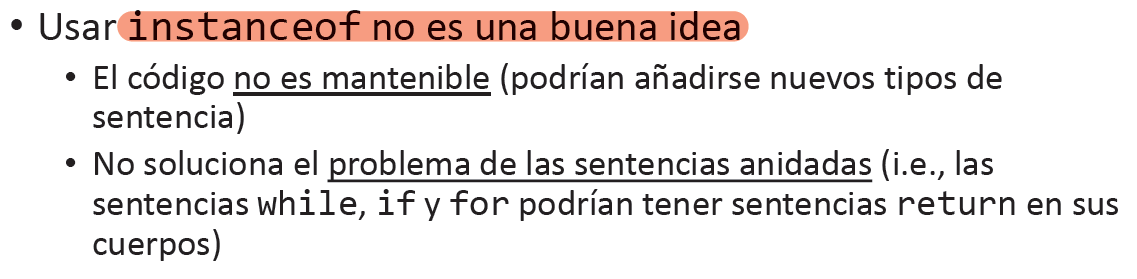 • Usar instanceof no es una buena idea
• El código no es mantenible (podrían añadirse nuevos tipos de
sentencia)
• No soluciona el problema de las sentencias anidadas (i.e., las
sentencias while, if y for podrían tener sentencias return en sus
cuerpos)